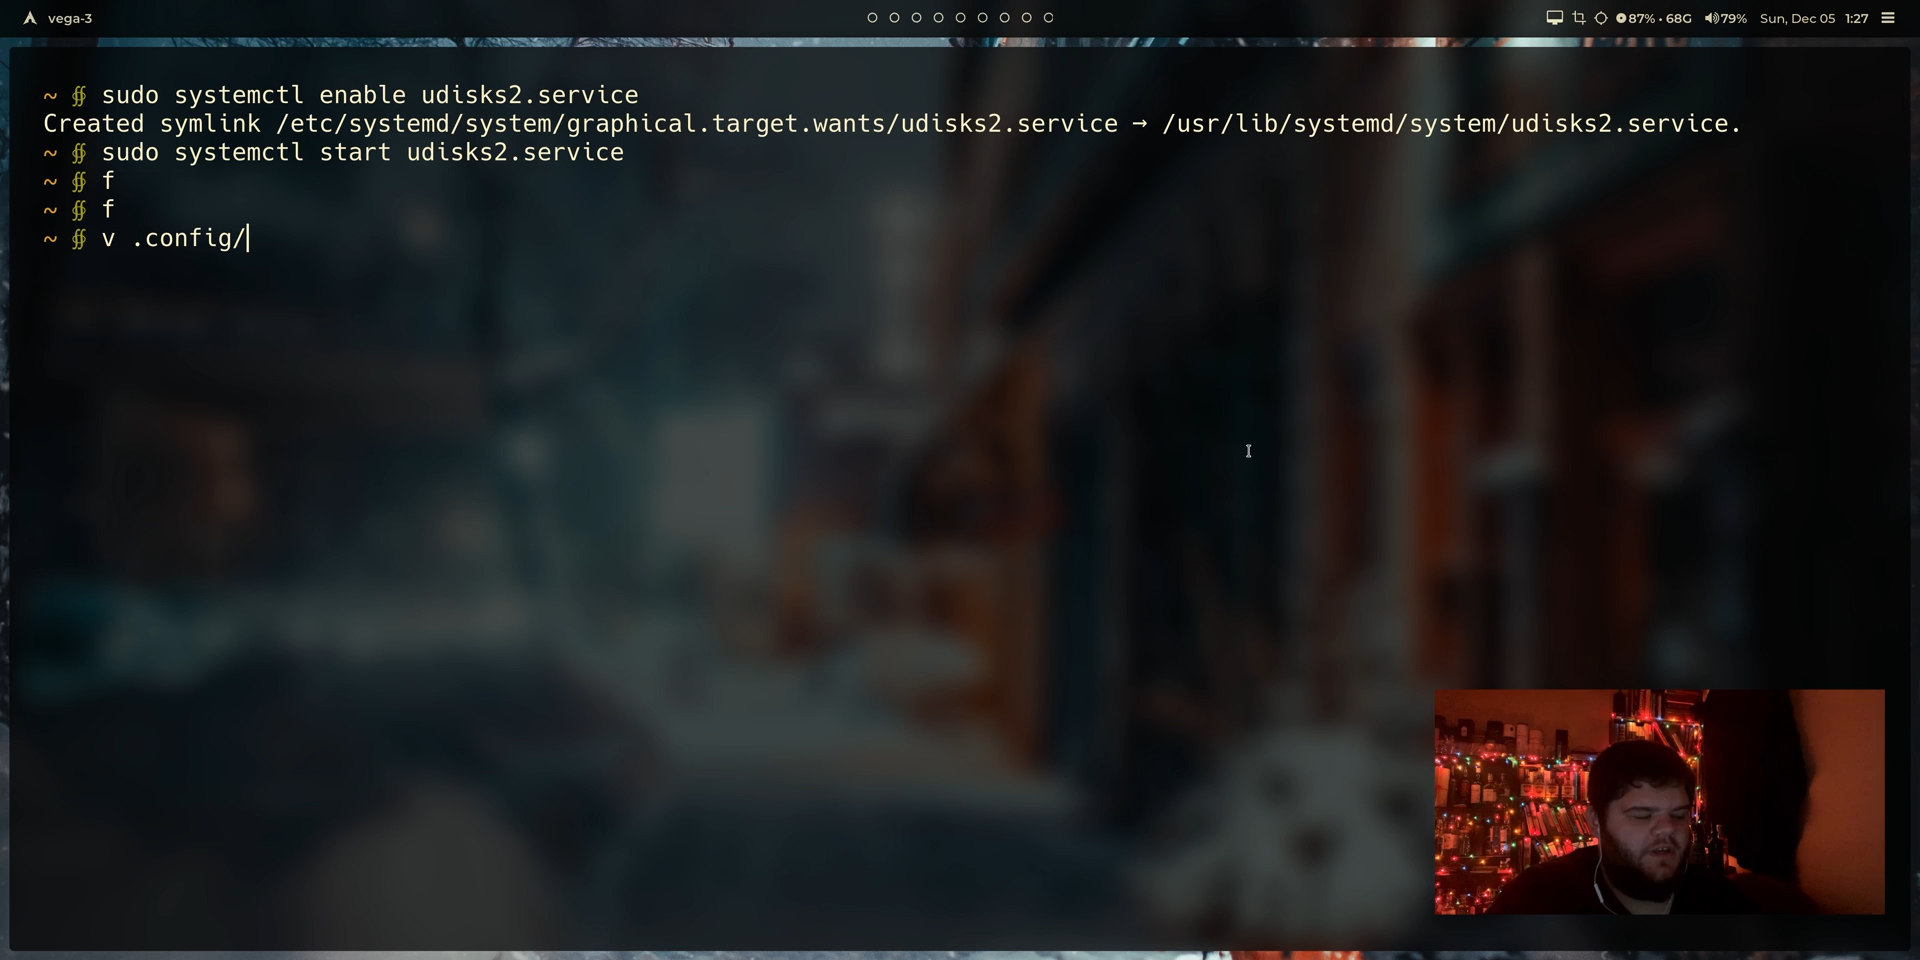 vega-3
87% • 68G 79% Sun, Dec 05 1:27
~ ∯ sudo systemctl enable udisks2.service
Created symlink /etc/systemd/system/graphical.target.wants/udisks2.service → /usr/lib/systemd/system/udisks2.service.
~ ∯ sudo systemctl start udisks2.service
~ ∯ f
~ ∯ f
~ ∯ v .config/